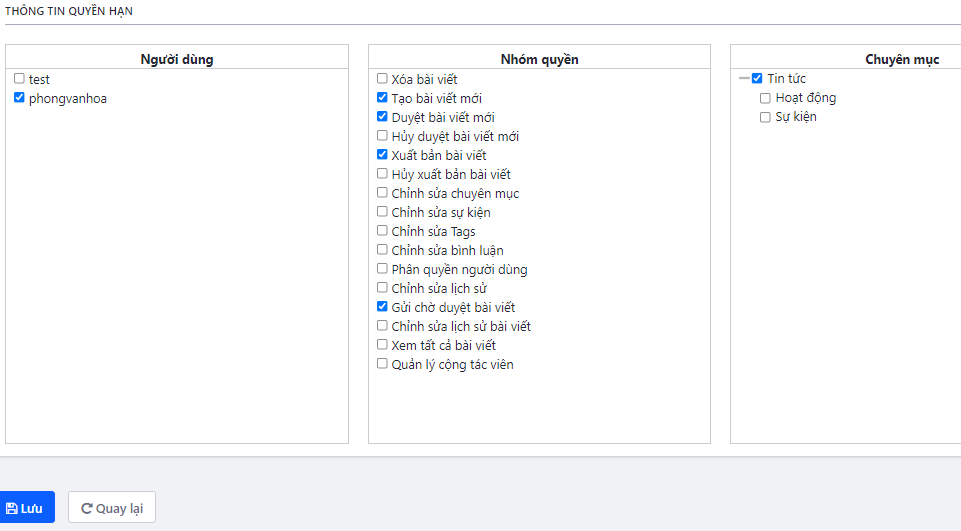 THÔNG TIN QUYỀN HẠN
Người dùng
test
phongvanhoa
Nhóm quyền
Xóa bài viết
Tạo bài viết mới
Duyệt bài viết mới
Hủy duyệt bài viết mới
Xuất bản bài viết
Hủy xuất bản bài viết
Chỉnh sửa chuyên mục
Chỉnh sửa sự kiện
Chỉnh sửa Tags
Chỉnh sửa bình luận
Phân quyền người dùng
Chỉnh sửa lịch sử
Gửi chờ duyệt bài viết
Chỉnh sửa lịch sử bài viết
Xem tất cả bài viết
Quản lý cộng tác viên
Chuyên mục
Tin tức
Hoạt động
Sự kiện
Lưu
Quay lại